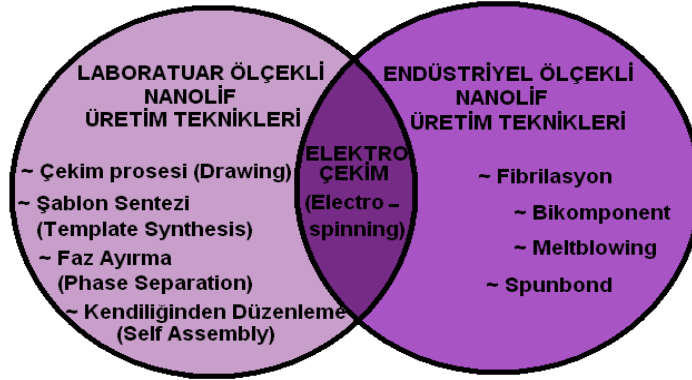 LABORATUAR ÖLÇEKLİ
NANOLİF
ÜRETİM TEKNİKLERİ
~ Çekim prosesi (Drawing)
~ Şablon Sentezi
(Template Synthesis)
~ Faz Ayırma
(Phase Separation)
~ Kendiliğinden Düzenleme
(Self Assembly)
ELEKTRO
ÇEKİM
(Electro –
spinning)
ENDÜSTRİYEL ÖLÇEKLİ
NANOLİF
ÜRETİM TEKNİKLERİ
~ Fibrilasyon
~ Bikomponent
~ Meltblowing
~ Spunbond